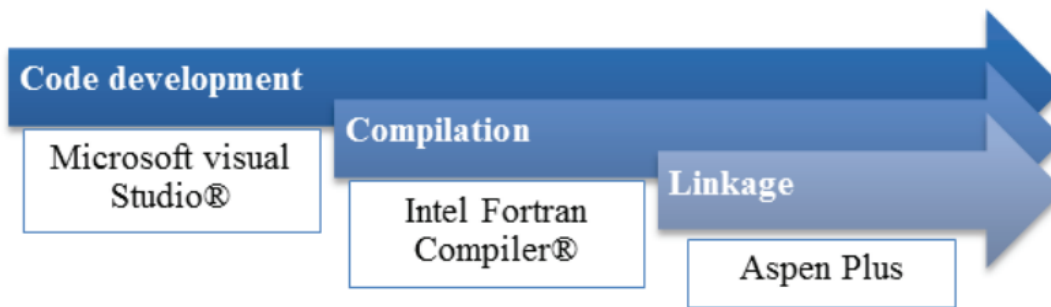 Code development
Microsoft visual
Studio®
Compilation
Intel Fortran
Compiler®
Linkage
Aspen Plus